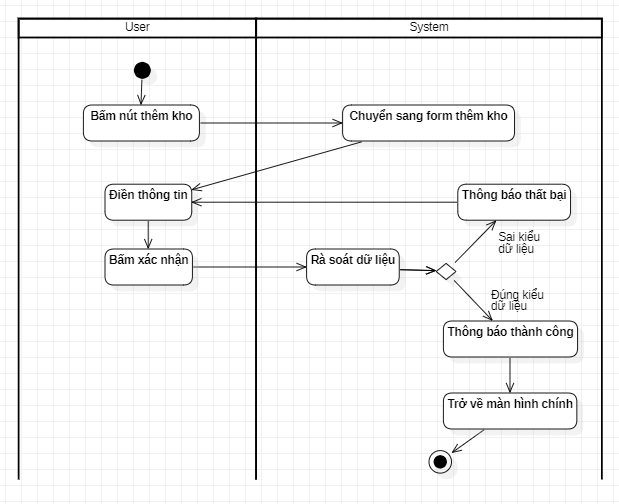 User
System
Bấm nút thêm kho
Chuyển sang form thêm kho
Điền thông tin
Thông báo thất bại
Sai kiểu
dữ liệu
Bấm xác nhận
Rà soát dữ liệu
Đúng kiểu
dữ liệu
Thông báo thành công
Trở về màn hình chính